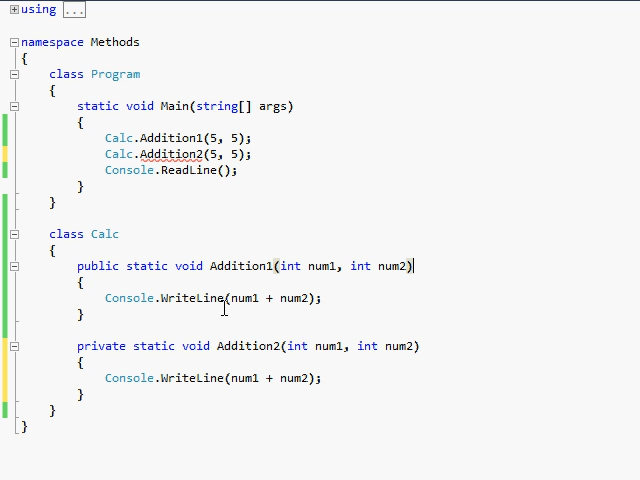 using ...
namespace Methods
{
class Program
{
static void Main(string[] args)
{
Calc.Addition1(5, 5);
Calc.Addition2(5, 5);
Console.ReadLine();
}
}
class Calc
{
public static void Addition1(int num1, int num2)
{
Console.WriteLine(num1 + num2);
}
private static void Addition2(int num1, int num2)
{
Console.WriteLine(num1 + num2);
}
}
}